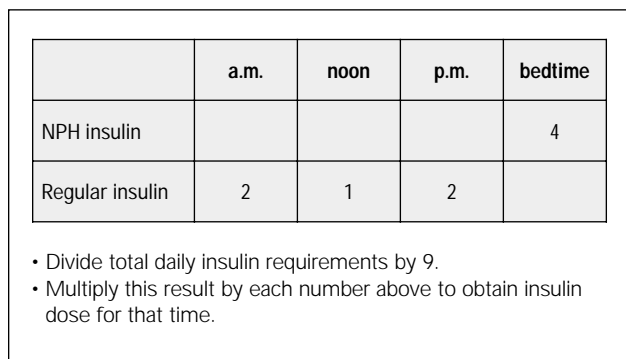 a.m. noon p.m. bedtime
NPH insulin 4
Regular insulin 2 1 2
• Divide total daily insulin requirements by 9.
• Multiply this result by each number above to obtain insulin
dose for that time.